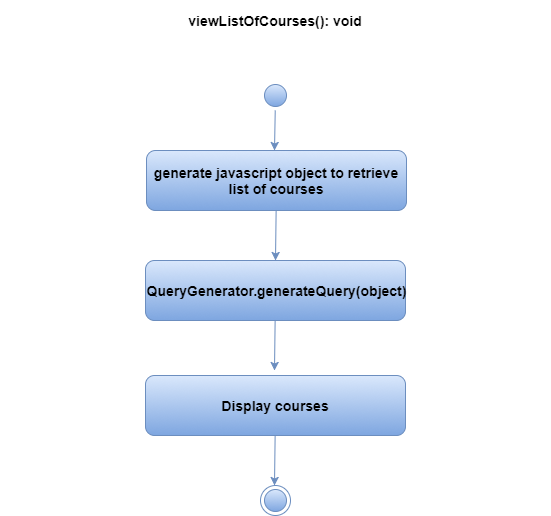 viewListOfCourses(): void
generate javascript object to retrieve
list of courses
QueryGenerator.generateQuery(object)
Display courses